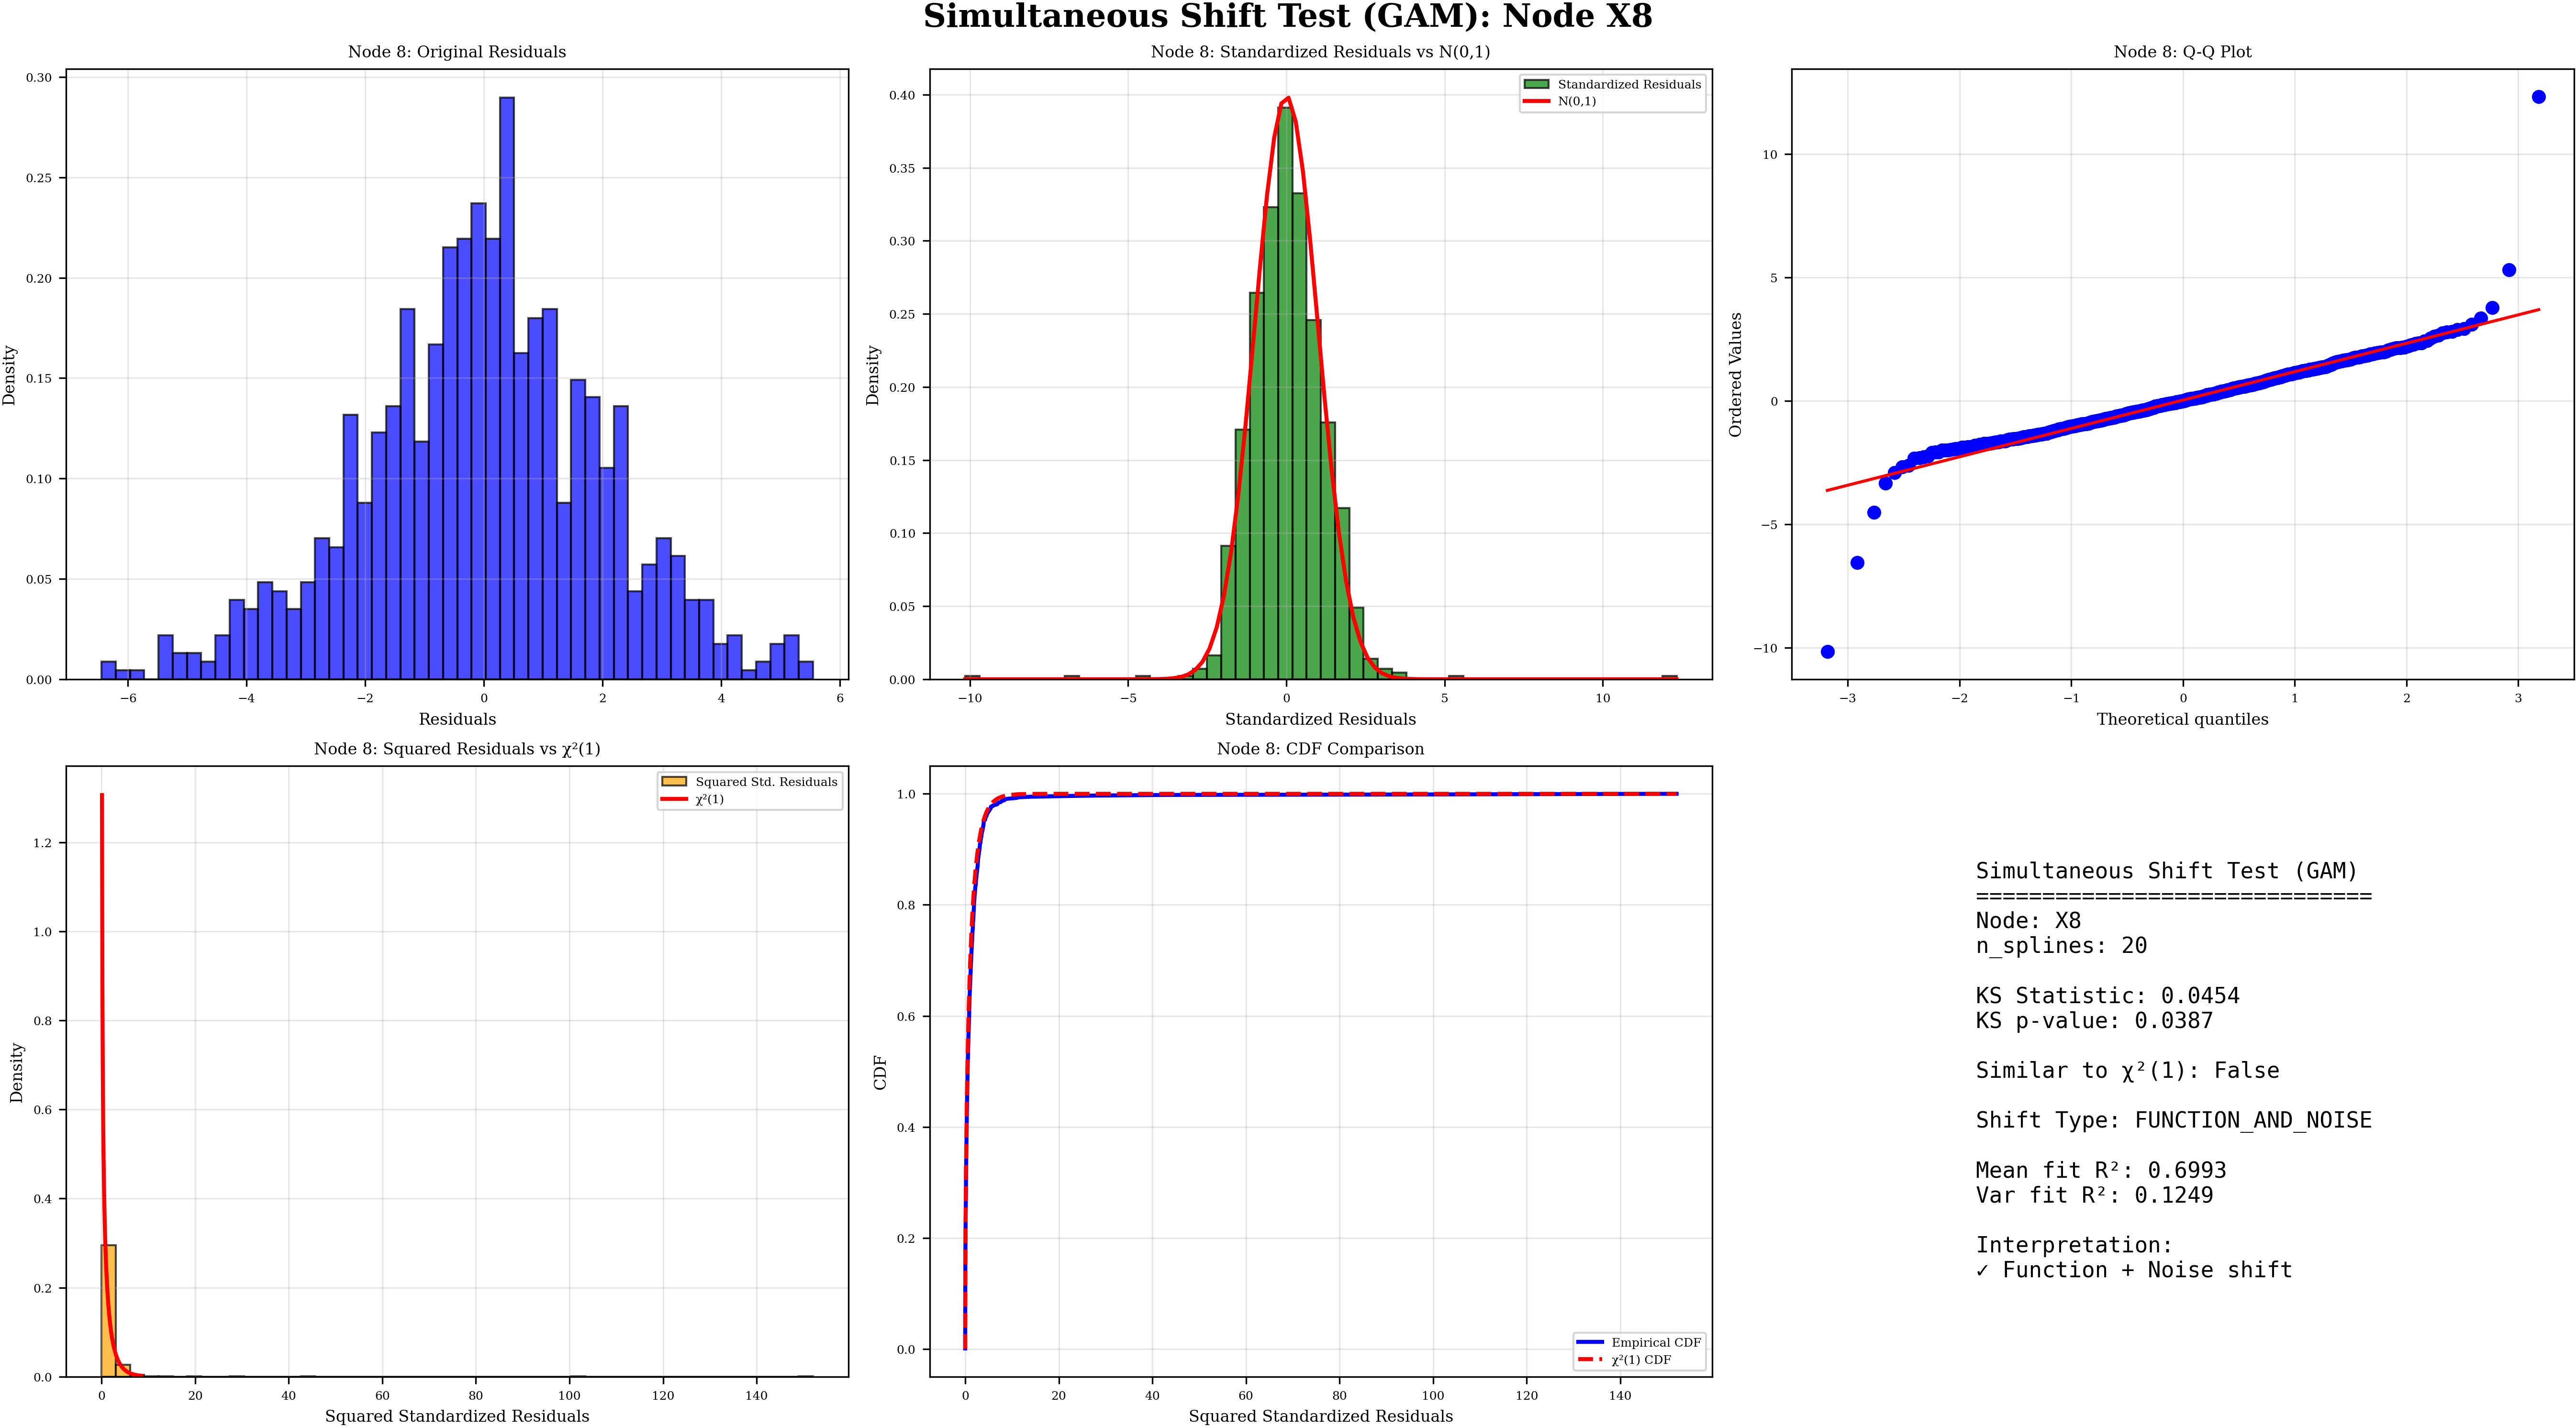 Simultaneous Shift Test (GAM): Node X8
Node 8: Original Residuals
0.30
0.25
0.20
0.15
0.10
0.05
0.00
Density
−6
−4
−2
0
2
4
6
Residuals
Node 8: Standardized Residuals vs N(0,1)
Standardized Residuals
N(0,1)
0.40
0.35
0.30
0.25
0.20
0.15
0.10
0.05
0.00
Density
−10
−5
0
5
10
Standardized Residuals
Node 8: Q-Q Plot
10
5
0
−5
−10
Ordered Values
−3
−2
−1
0
1
2
3
Theoretical quantiles
Node 8: Squared Residuals vs χ²(1)
Squared Std. Residuals
χ²(1)
1.2
1.0
0.8
0.6
0.4
0.2
0.0
Density
0
20
40
60
80
100
120
140
Squared Standardized Residuals
Node 8: CDF Comparison
1.0
0.8
0.6
0.4
0.2
0.0
CDF
Empirical CDF
χ²(1) CDF
0
20
40
60
80
100
120
140
Squared Standardized Residuals
Simultaneous Shift Test (GAM)
==============================
Node: X8
n_splines: 20
KS Statistic: 0.0454
KS p-value: 0.0387
Similar to χ²(1): False
Shift Type: FUNCTION_AND_NOISE
Mean fit R²: 0.6993
Var fit R²: 0.1249
Interpretation:
✓ Function + Noise shift